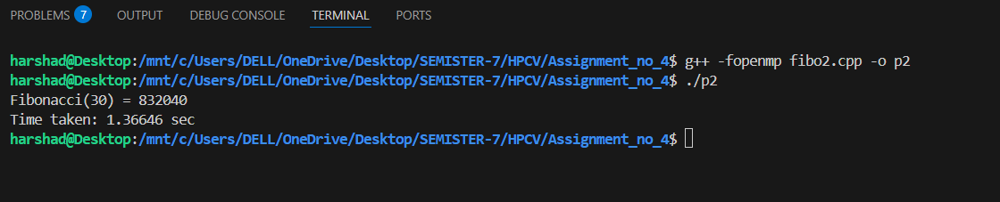 PROBLEMS 7 OUTPUT DEBUG CONSOLE TERMINAL PORTS
harshad@Desktop:/mnt/c/Users/DELL/OneDrive/Desktop/SEMISTER-7/HPCV/Assignment_no_4$ g++ -fopenmp fibo2.cpp -o p2
harshad@Desktop:/mnt/c/Users/DELL/OneDrive/Desktop/SEMISTER-7/HPCV/Assignment_no_4$ ./p2
Fibonacci(30) = 832040
Time taken: 1.36646 sec
harshad@Desktop:/mnt/c/Users/DELL/OneDrive/Desktop/SEMISTER-7/HPCV/Assignment_no_4$